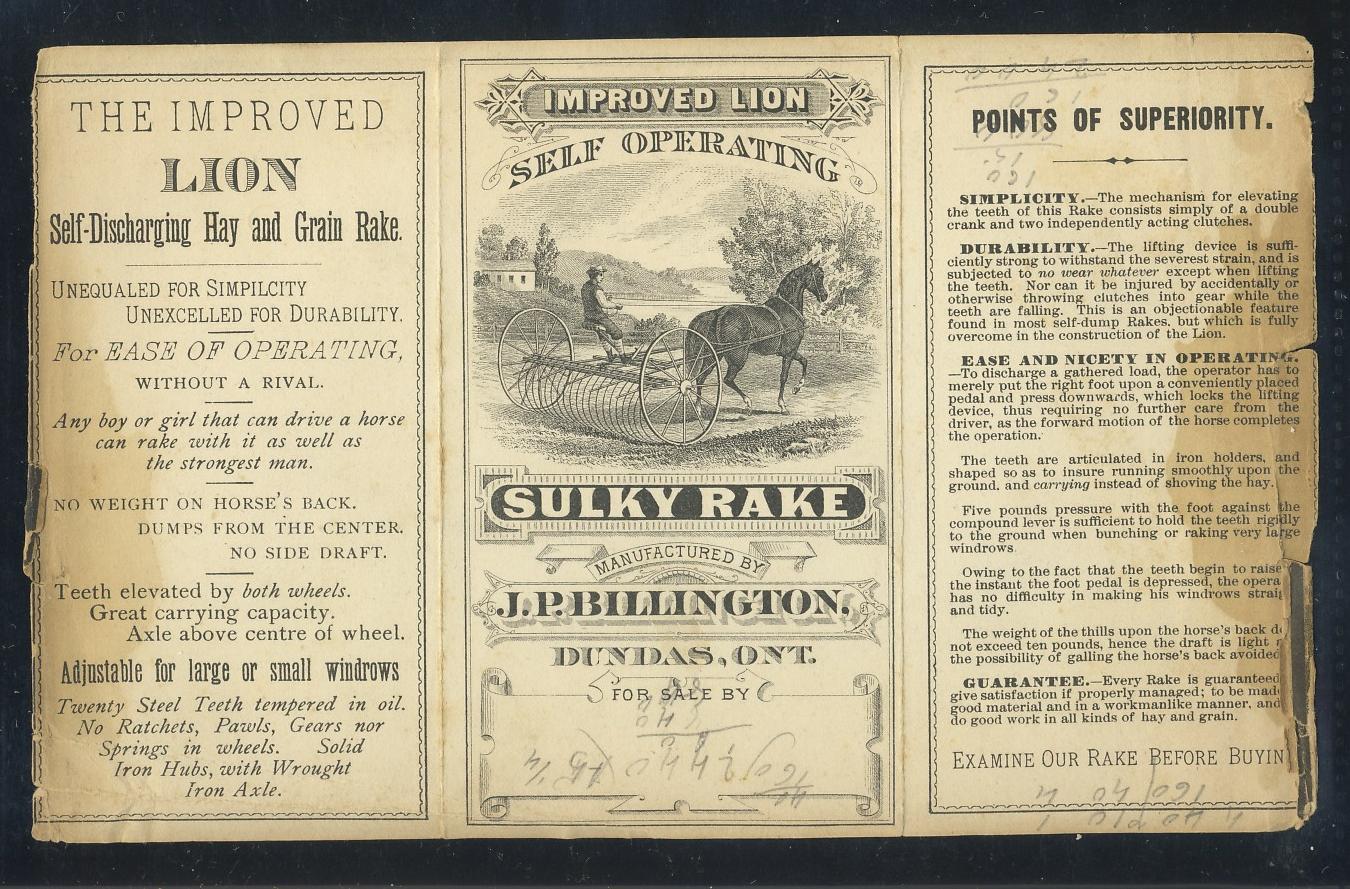 THE IMPROVED
LION
Self-Discharging Hay and Grain Rake.
UNEQUALED FOR SIMPILCITY
UNEXCELLED FOR DURABILITY.
For EASE OF OPERATING,
WITHOUT A RIVAL.
Any boy or girl that can drive a horse
can rake with it as well as
the strongest man.
NO WEIGHT ON HORSE'S BACK.
DUMPS FROM THE CENTER.
NO SIDE DRAFT.
Teeth elevated by both wheels.
Great carrying capacity.
Axle above centre of wheel.
Adjustable for large or small windrows
Twenty Steel Teeth tempered in oil.
No Ratchets, Pawls, Gears nor
Springs in wheels. Solid
Iron Hubs, with Wrought
Iron Axle.
IMPROVED LION
SELF OPERATING
SULKY RAKE
MANUFACTURED BY
J.P. BILLINGTON.
DUNDAS, ONT.
FOR SALE BY
POINTS OF SUPERIORITY.
SIMPLICITY.—The mechanism for elevating
the teeth of this Rake consists simply of a double
crank and two independently acting clutches.
DURABILITY.—The lifting device is suffi-
ciently strong to withstand the severest strain, and is
subjected to no wear whatever except when lifting
the teeth. Nor can it be injured by accidentally or
otherwise throwing clutches into gear while the
teeth are falling. This is an objectionable feature
found in most self-dump Rakes. but which is fully
overcome in the construction of the Lion.
EASE AND NICETY IN OPERATING.
—To discharge a gathered load, the operator has to
merely put the right foot upon a conveniently placed
pedal and press downwards, which locks the lifting
device, thus requiring no further care from the
driver, as the forward motion of the horse completes
the operation.
The teeth are articulated in iron holders, and
shaped so as to insure running smoothly upon the
ground. and carrying instead of shoving the hay.
Five pounds pressure with the foot against the
compound lever is sufficient to hold the teeth rigidly
to the ground when bunching or raking very large
windrows
Owing to the fact that the teeth begin to raise
the instant the foot pedal is depressed, the opera
has no difficulty in making his windrows straig
and tidy.
The weight of the thills upon the horse's back d
not exceed ten pounds, hence the draft is light
the possibility of galling the horse's back avoided
GUARANTEE.—Every Rake is guaranteed
give satisfaction if properly managed; to be made
good material and in a workmanlike manner, and
do good work in all kinds of hay and grain.
EXAMINE OUR RAKE BEFORE BUYIN